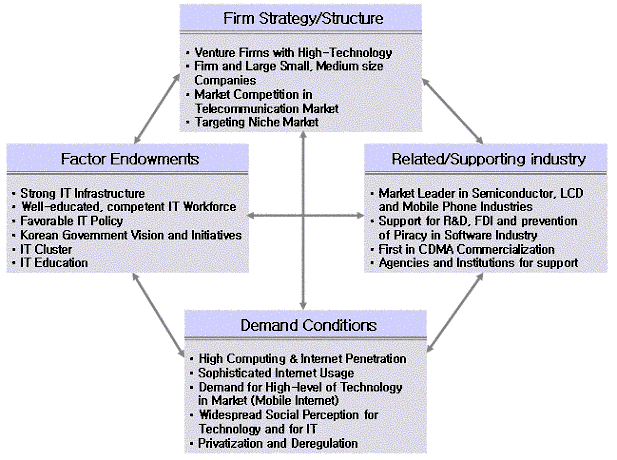 Firm Strategy/Structure
• Venture Firms with High-Technology
• Firm and Large Small, Medium size
Companies
• Market Competition in
Telecommunication Market
• Targeting Niche Market
Factor Endowments
• Strong IT Infrastructure
• Well-educated, competent IT Workforce
• Favorable IT Policy
• Korean Government Vision and Initiatives
• IT Cluster
• IT Education
Related/Supporting industry
• Market Leader in Semiconductor, LCD
and Mobile Phone Industries
• Support for R&D, FDI and prevention
of Piracy in Software Industry
• First in CDMA Commercialization
• Agencies and Institutions for support
Demand Conditions
• High Computing & Internet Penetration
• Sophisticated Internet Usage
• Demand for High-level of Technology
in Market (Mobile Internet)
• Widespread Social Perception for
Technology and for IT
• Privatization and Deregulation